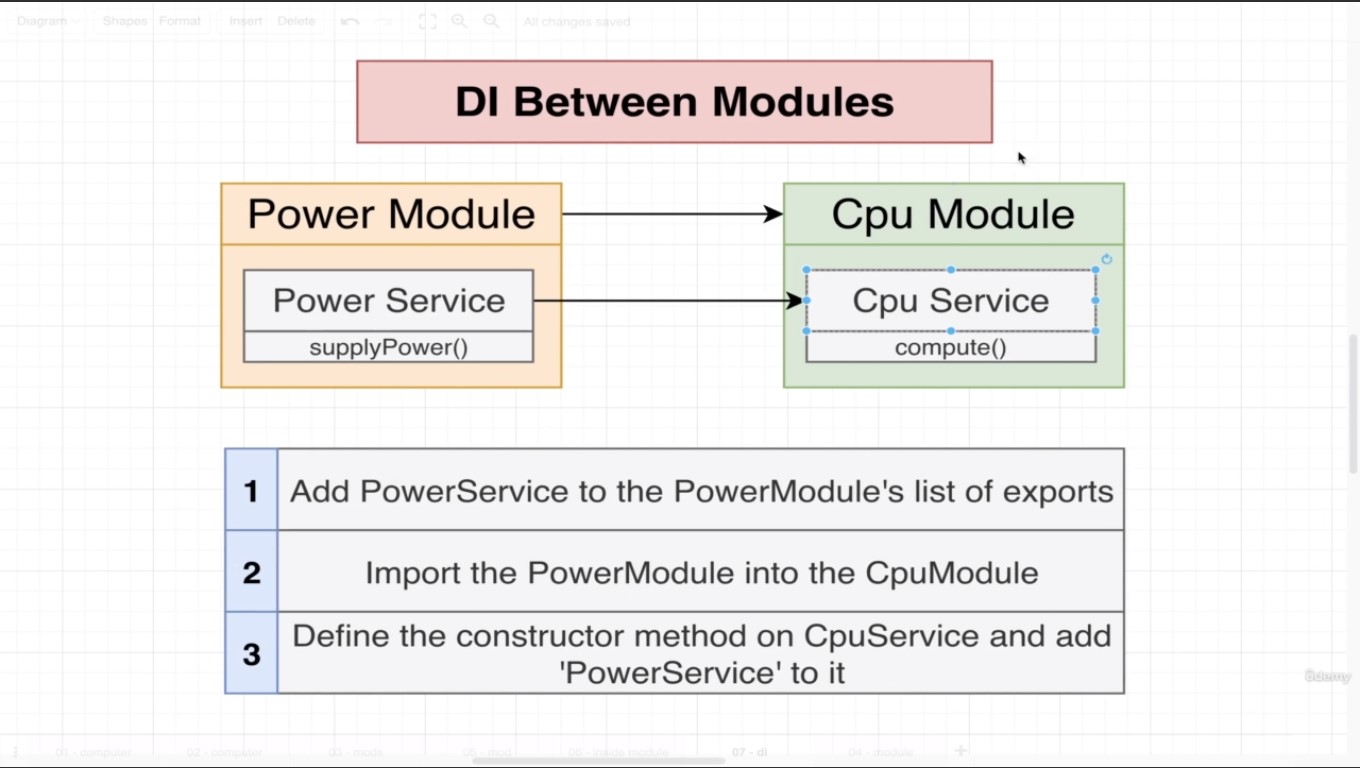 Diagram Shapes Format Insert Delete All changes saved
DI Between Modules
Power Module
Cpu Module
Power Service
Cpu Service
supplyPower()
compute()
1 Add PowerService to the PowerModule's list of exports
2 Import the PowerModule into the CpuModule
3 Define the constructor method on CpuService and add
'PowerService' to it
ûdemy
01 - computer 02 - computer 03 - mods 05 - mod 06 - inside module 07 - di 04 - module